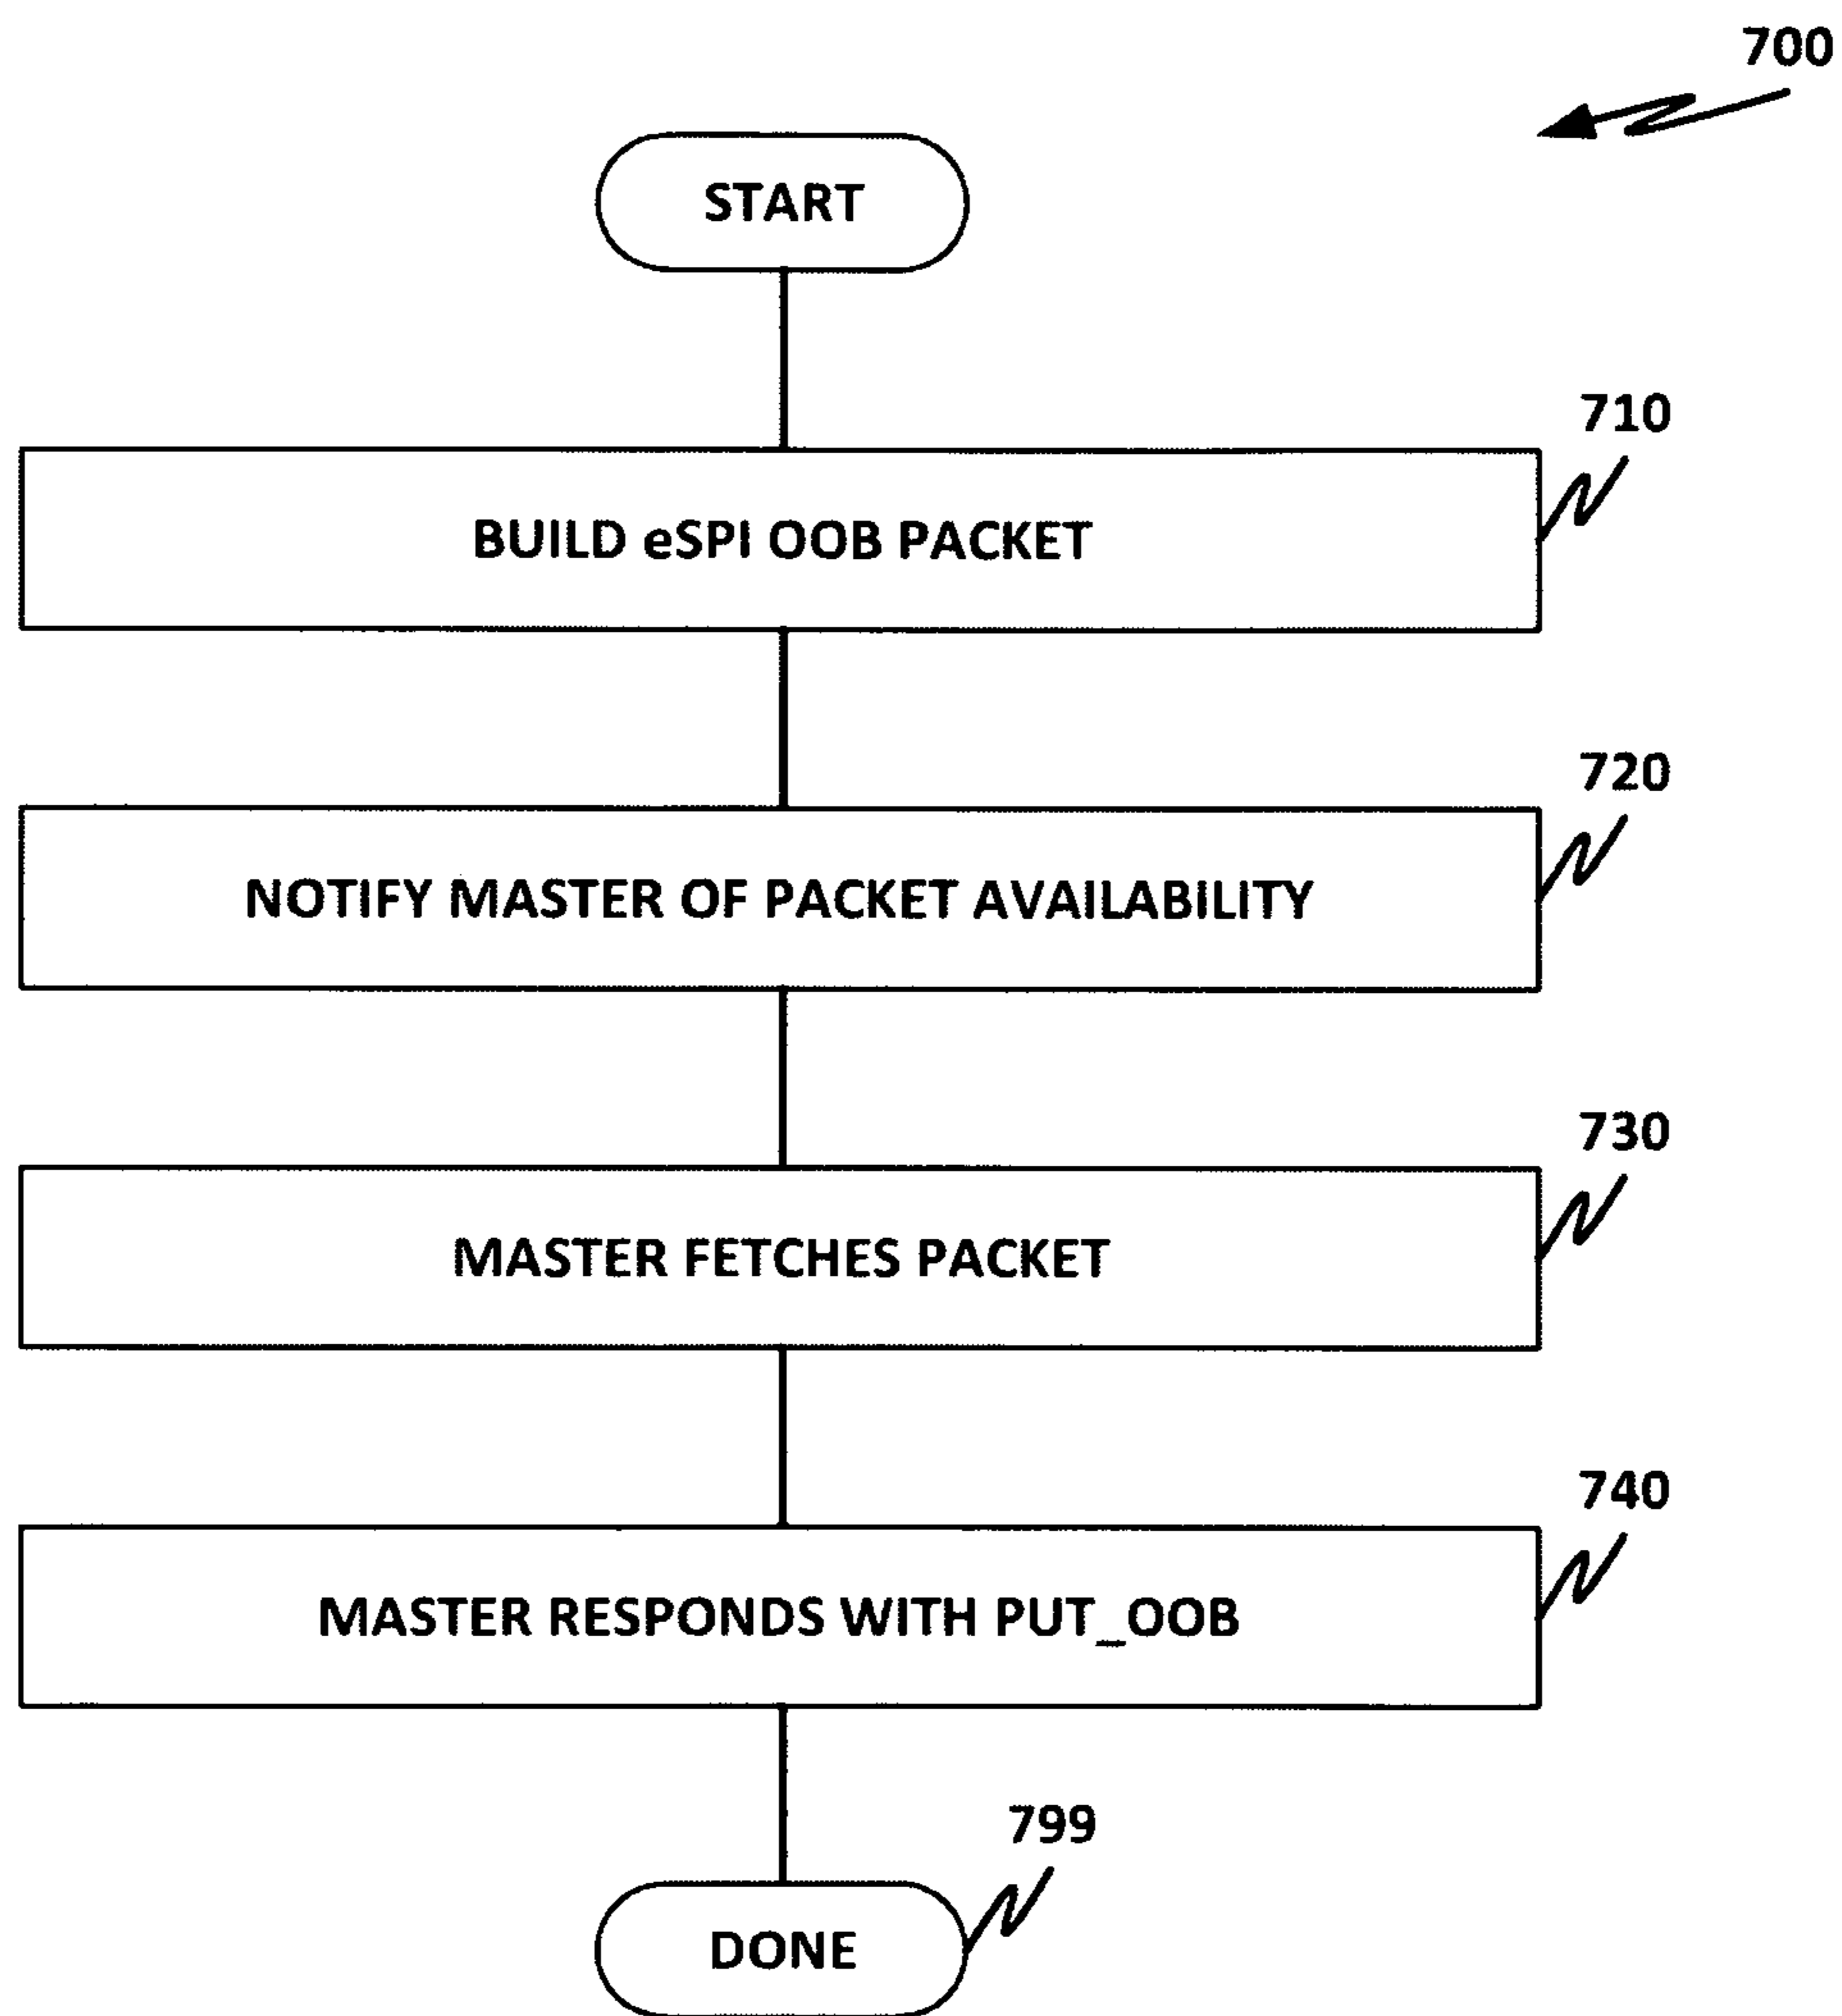 700
START
710
BUILD eSPI OOB PACKET
720
NOTIFY MASTER OF PACKET AVAILABILITY
730
MASTER FETCHES PACKET
740
MASTER RESPONDS WITH PUT_OOB
799
DONE